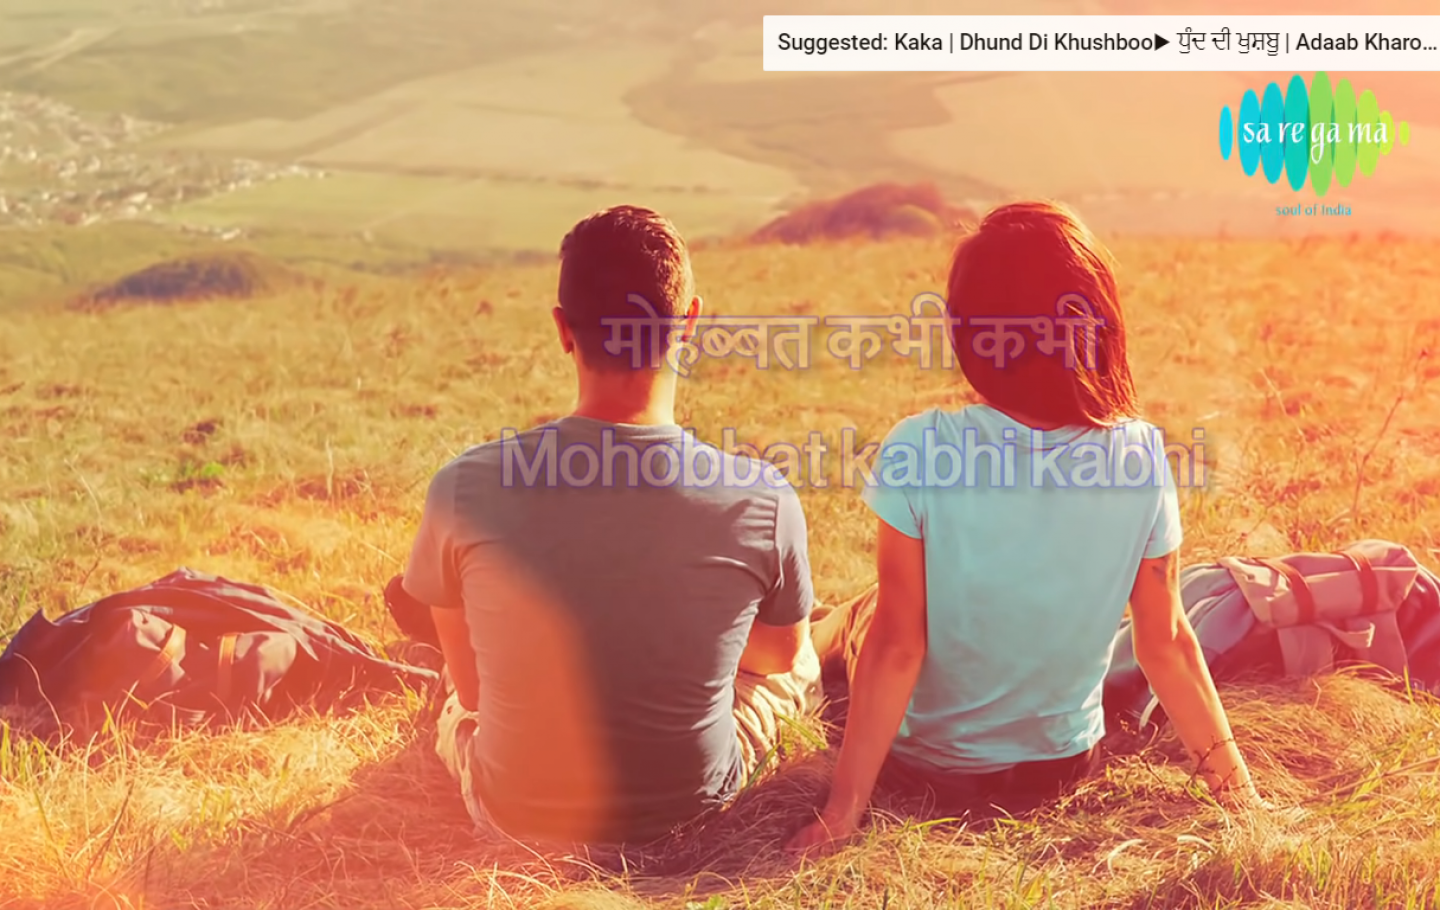 Suggested: Kaka | Dhund Di Khushboo▶ ਧੁੰਦ ਦੀ ਖੁਸ਼ਬੂ | Adaab Kharo...
sa re ga ma
soul of India
मोहब्बत कभी कभी
Mohobbat kabhi kabhi